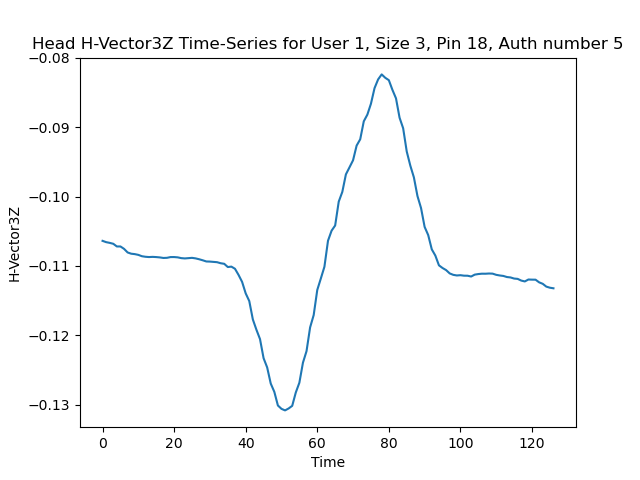 Head H-Vector3Z Time-Series for User 1, Size 3, Pin 18, Auth number 5
−0.08
−0.09
−0.10
−0.11
−0.12
−0.13
H-Vector3Z
0 20 40 60 80 100 120
Time